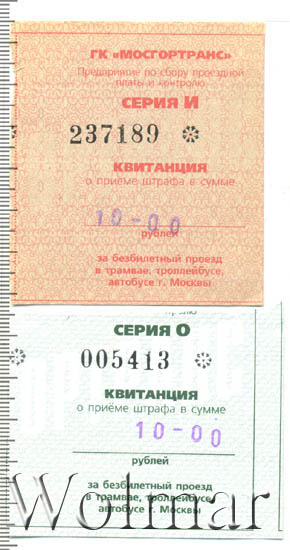 ГК «МОСГОРТРАНС»
Предприятие по сбору проездной
платы и контролю
СЕРИЯ И
237189
КВИТАНЦИЯ
о приёме штрафа в сумме
10-00
рублей
за безбилетный проезд
в трамвае, троллейбусе,
автобусе г. Москвы
СЕРИЯ О
005413
КВИТАНЦИЯ
о приёме штрафа в сумме
10-00
рублей
за безбилетный проезд
в трамвае, троллейбусе,
автобусе г. Москвы
Wolmar